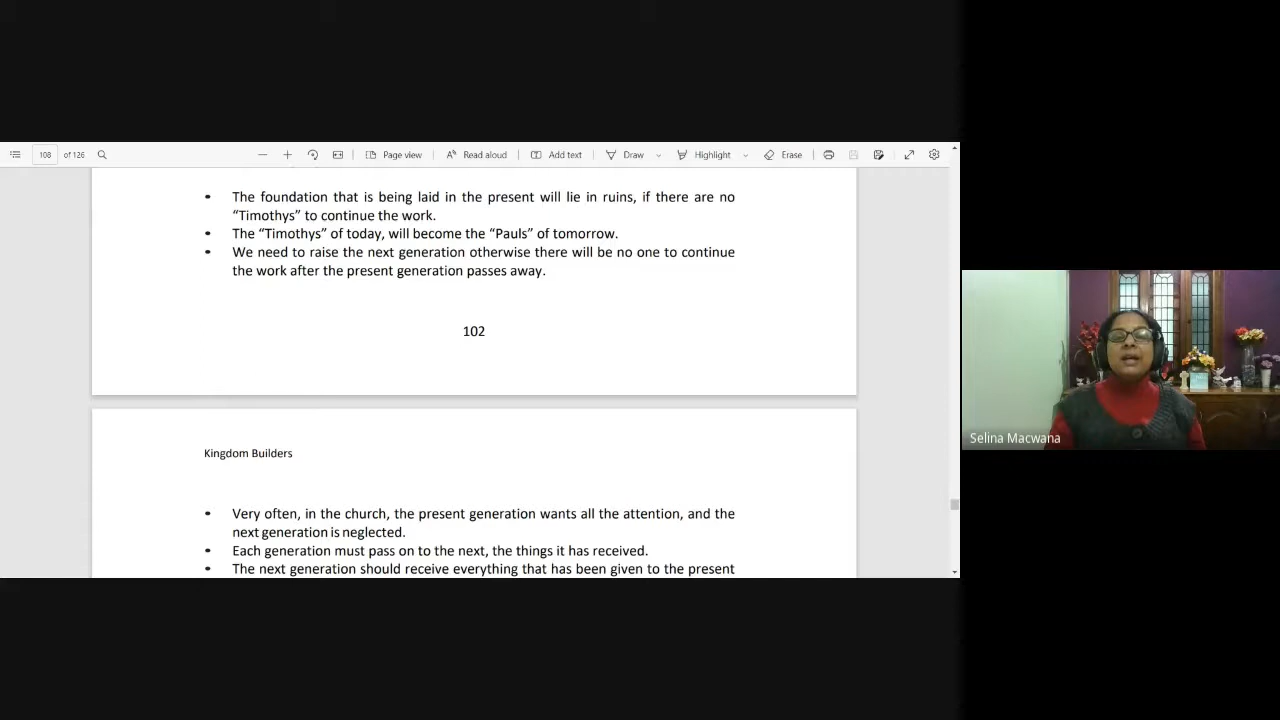 108 of 126
Page view
Read aloud
Add text
Draw
Highlight
Erase
• The foundation that is being laid in the present will lie in ruins, if there are no
“Timothys” to continue the work.
• The “Timothys” of today, will become the “Pauls” of tomorrow.
• We need to raise the next generation otherwise there will be no one to continue
the work after the present generation passes away.
102
Kingdom Builders
• Very often, in the church, the present generation wants all the attention, and the
next generation is neglected.
• Each generation must pass on to the next, the things it has received.
• The next generation should receive everything that has been given to the present
Selina Macwana